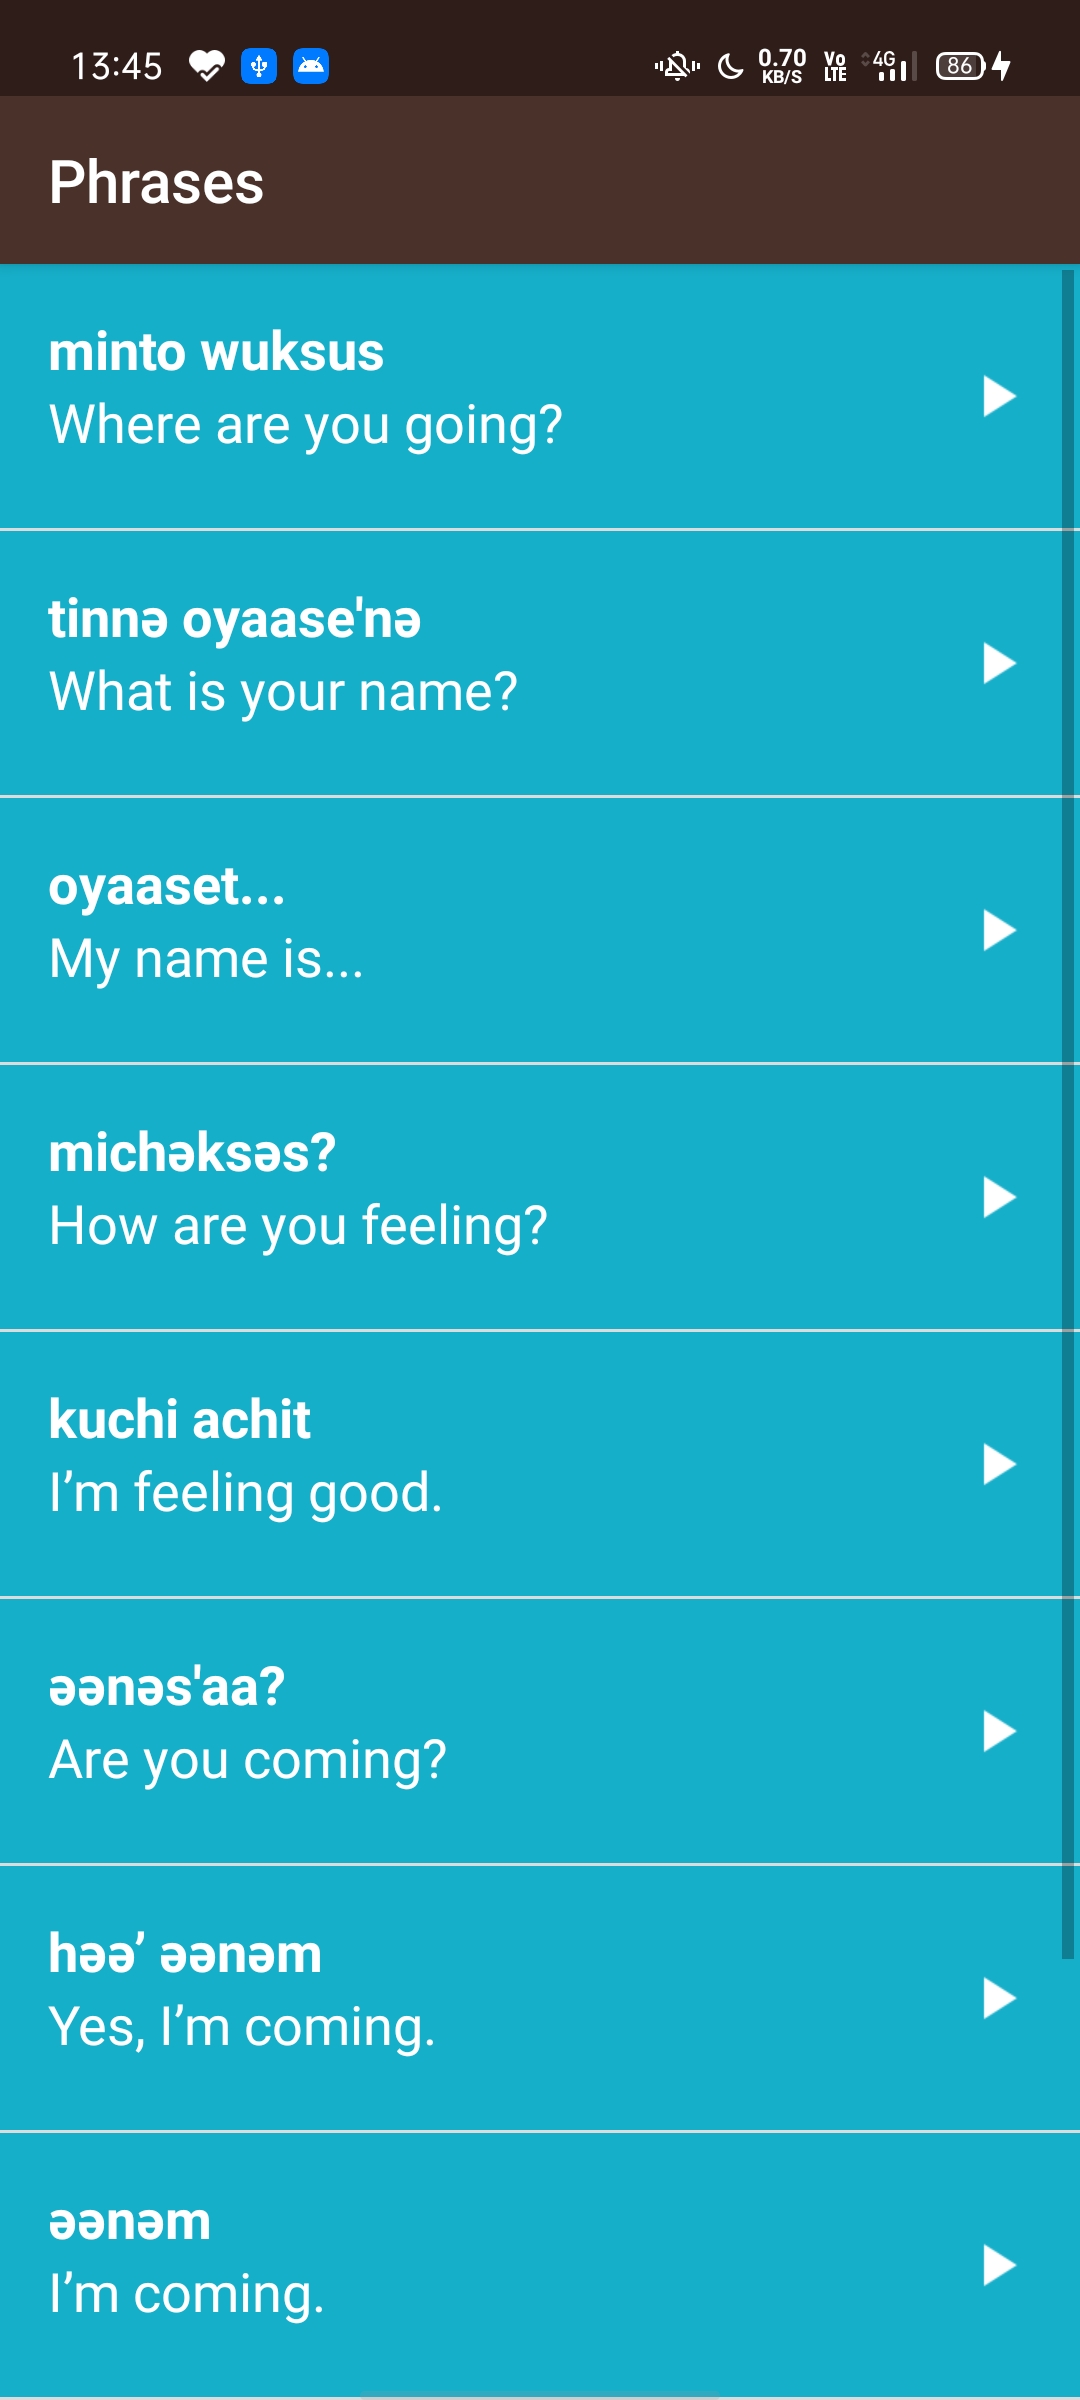 13:45
0.70 KB/S
Vo LTE
4G
86
Phrases
minto wuksus
Where are you going?
tinnə oyaase'nə
What is your name?
oyaaset...
My name is...
michəksəs?
How are you feeling?
kuchi achit
I’m feeling good.
əənəs'aa?
Are you coming?
həə’ əənəm
Yes, I’m coming.
əənəm
I’m coming.